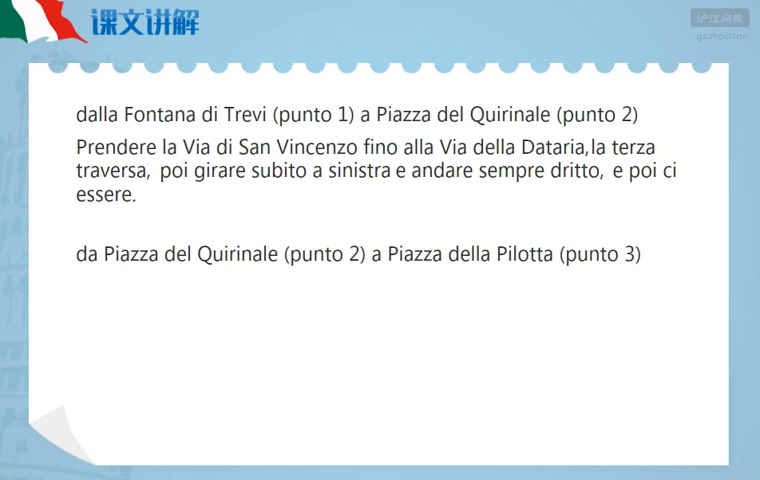 课文讲解
沪江网校
gsimposan
dalla Fontana di Trevi (punto 1) a Piazza del Quirinale (punto 2)
Prendere la Via di San Vincenzo fino alla Via della Dataria,la terza
traversa, poi girare subito a sinistra e andare sempre dritto, e poi ci
essere.
da Piazza del Quirinale (punto 2) a Piazza della Pilotta (punto 3)